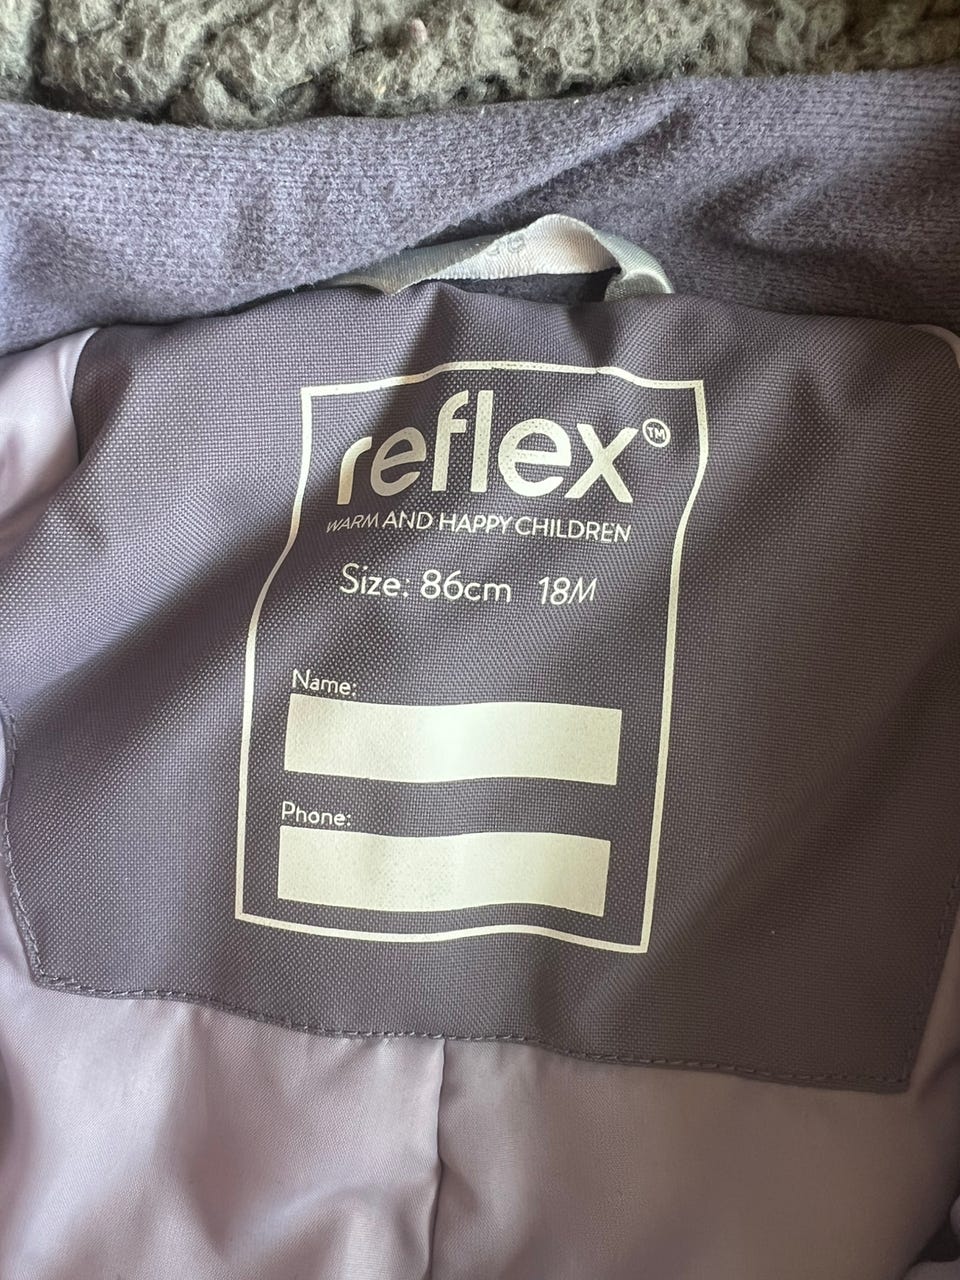 reflex™
WARM AND HAPPY CHILDREN
Size: 86cm 18M
Name:
Phone: